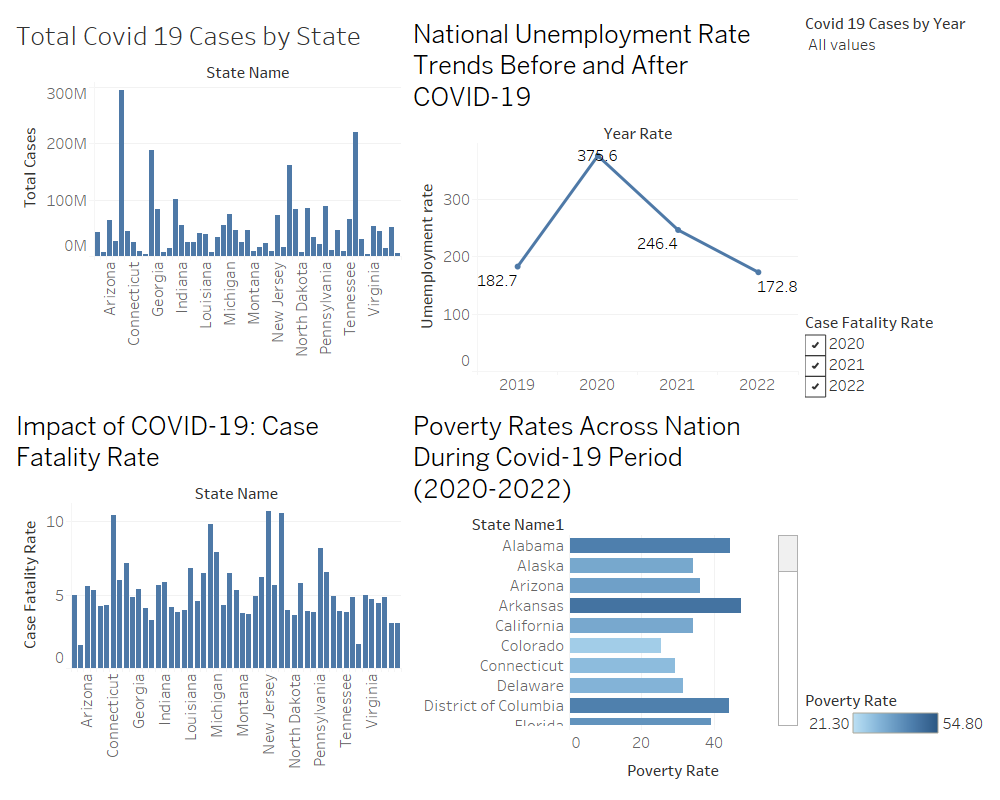 Total Covid 19 Cases by State
State Name
Total Cases
300M
200M
100M
0M
Arizona
Connecticut
Georgia
Indiana
Louisiana
Michigan
Montana
New Jersey
North Dakota
Pennsylvania
Tennessee
Virginia
National Unemployment Rate
Trends Before and After
COVID-19
Year Rate
Umemployment rate
300
200
100
0
182.7
375.6
246.4
172.8
2019
2020
2021
2022
Covid 19 Cases by Year
All values
Case Fatality Rate
2020
2021
2022
Impact of COVID-19: Case
Fatality Rate
State Name
Case Fatality Rate
10
5
0
Arizona
Connecticut
Georgia
Indiana
Louisiana
Michigan
Montana
New Jersey
North Dakota
Pennsylvania
Tennessee
Virginia
Poverty Rates Across Nation
During Covid-19 Period
(2020-2022)
State Name1
Alabama
Alaska
Arizona
Arkansas
California
Colorado
Connecticut
Delaware
District of Columbia
Florida
0
20
40
Poverty Rate
Poverty Rate
21.30
54.80